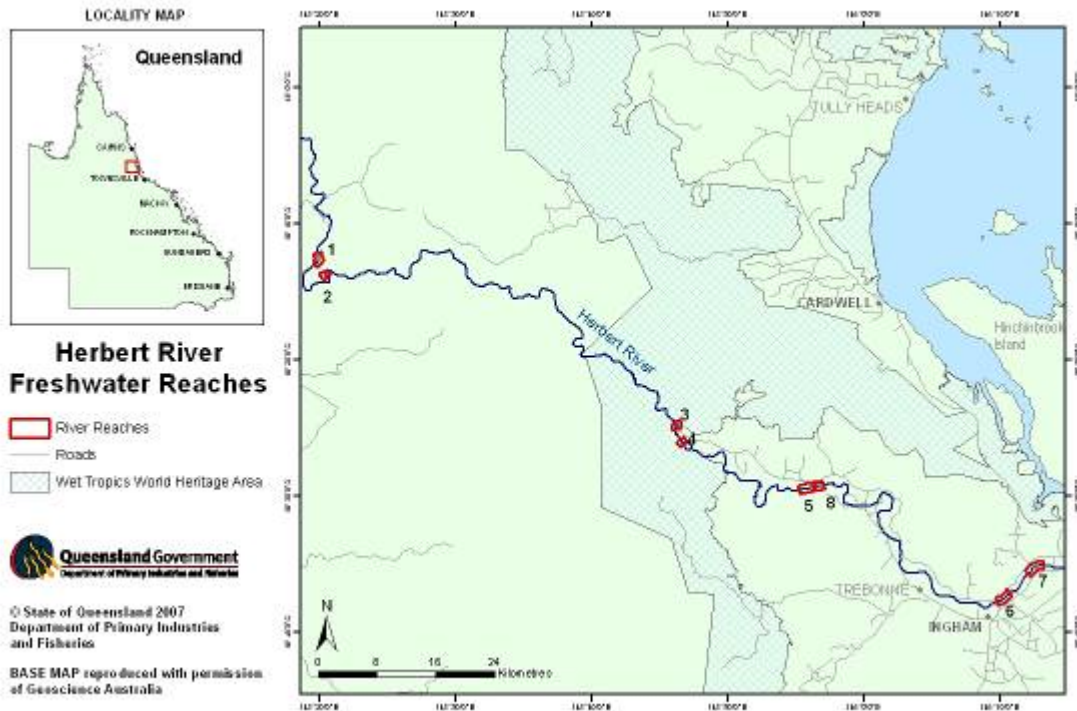 LOCALITY MAP
Queensland
CAIRNS
TOWNSVILLE
MACKAY
ROCKHAMPTON
BUNDABERG
BRISBANE
Herbert River
Freshwater Reaches
River Reaches
Roads
Wet Tropics World Heritage Area
Queensland Government
Department of Primary Industries and Fisheries
© State of Queensland 2007
Department of Primary Industries
and Fisheries
BASE MAP reproduced with permission
of Geoscience Australia
TULLY HEADS
1
2
CARDWELL
Hinchinbrook
Island
Herbert River
3
4
5 8
TREBONNE
7
6
INGHAM
N
0 8 16 24
Kilometres